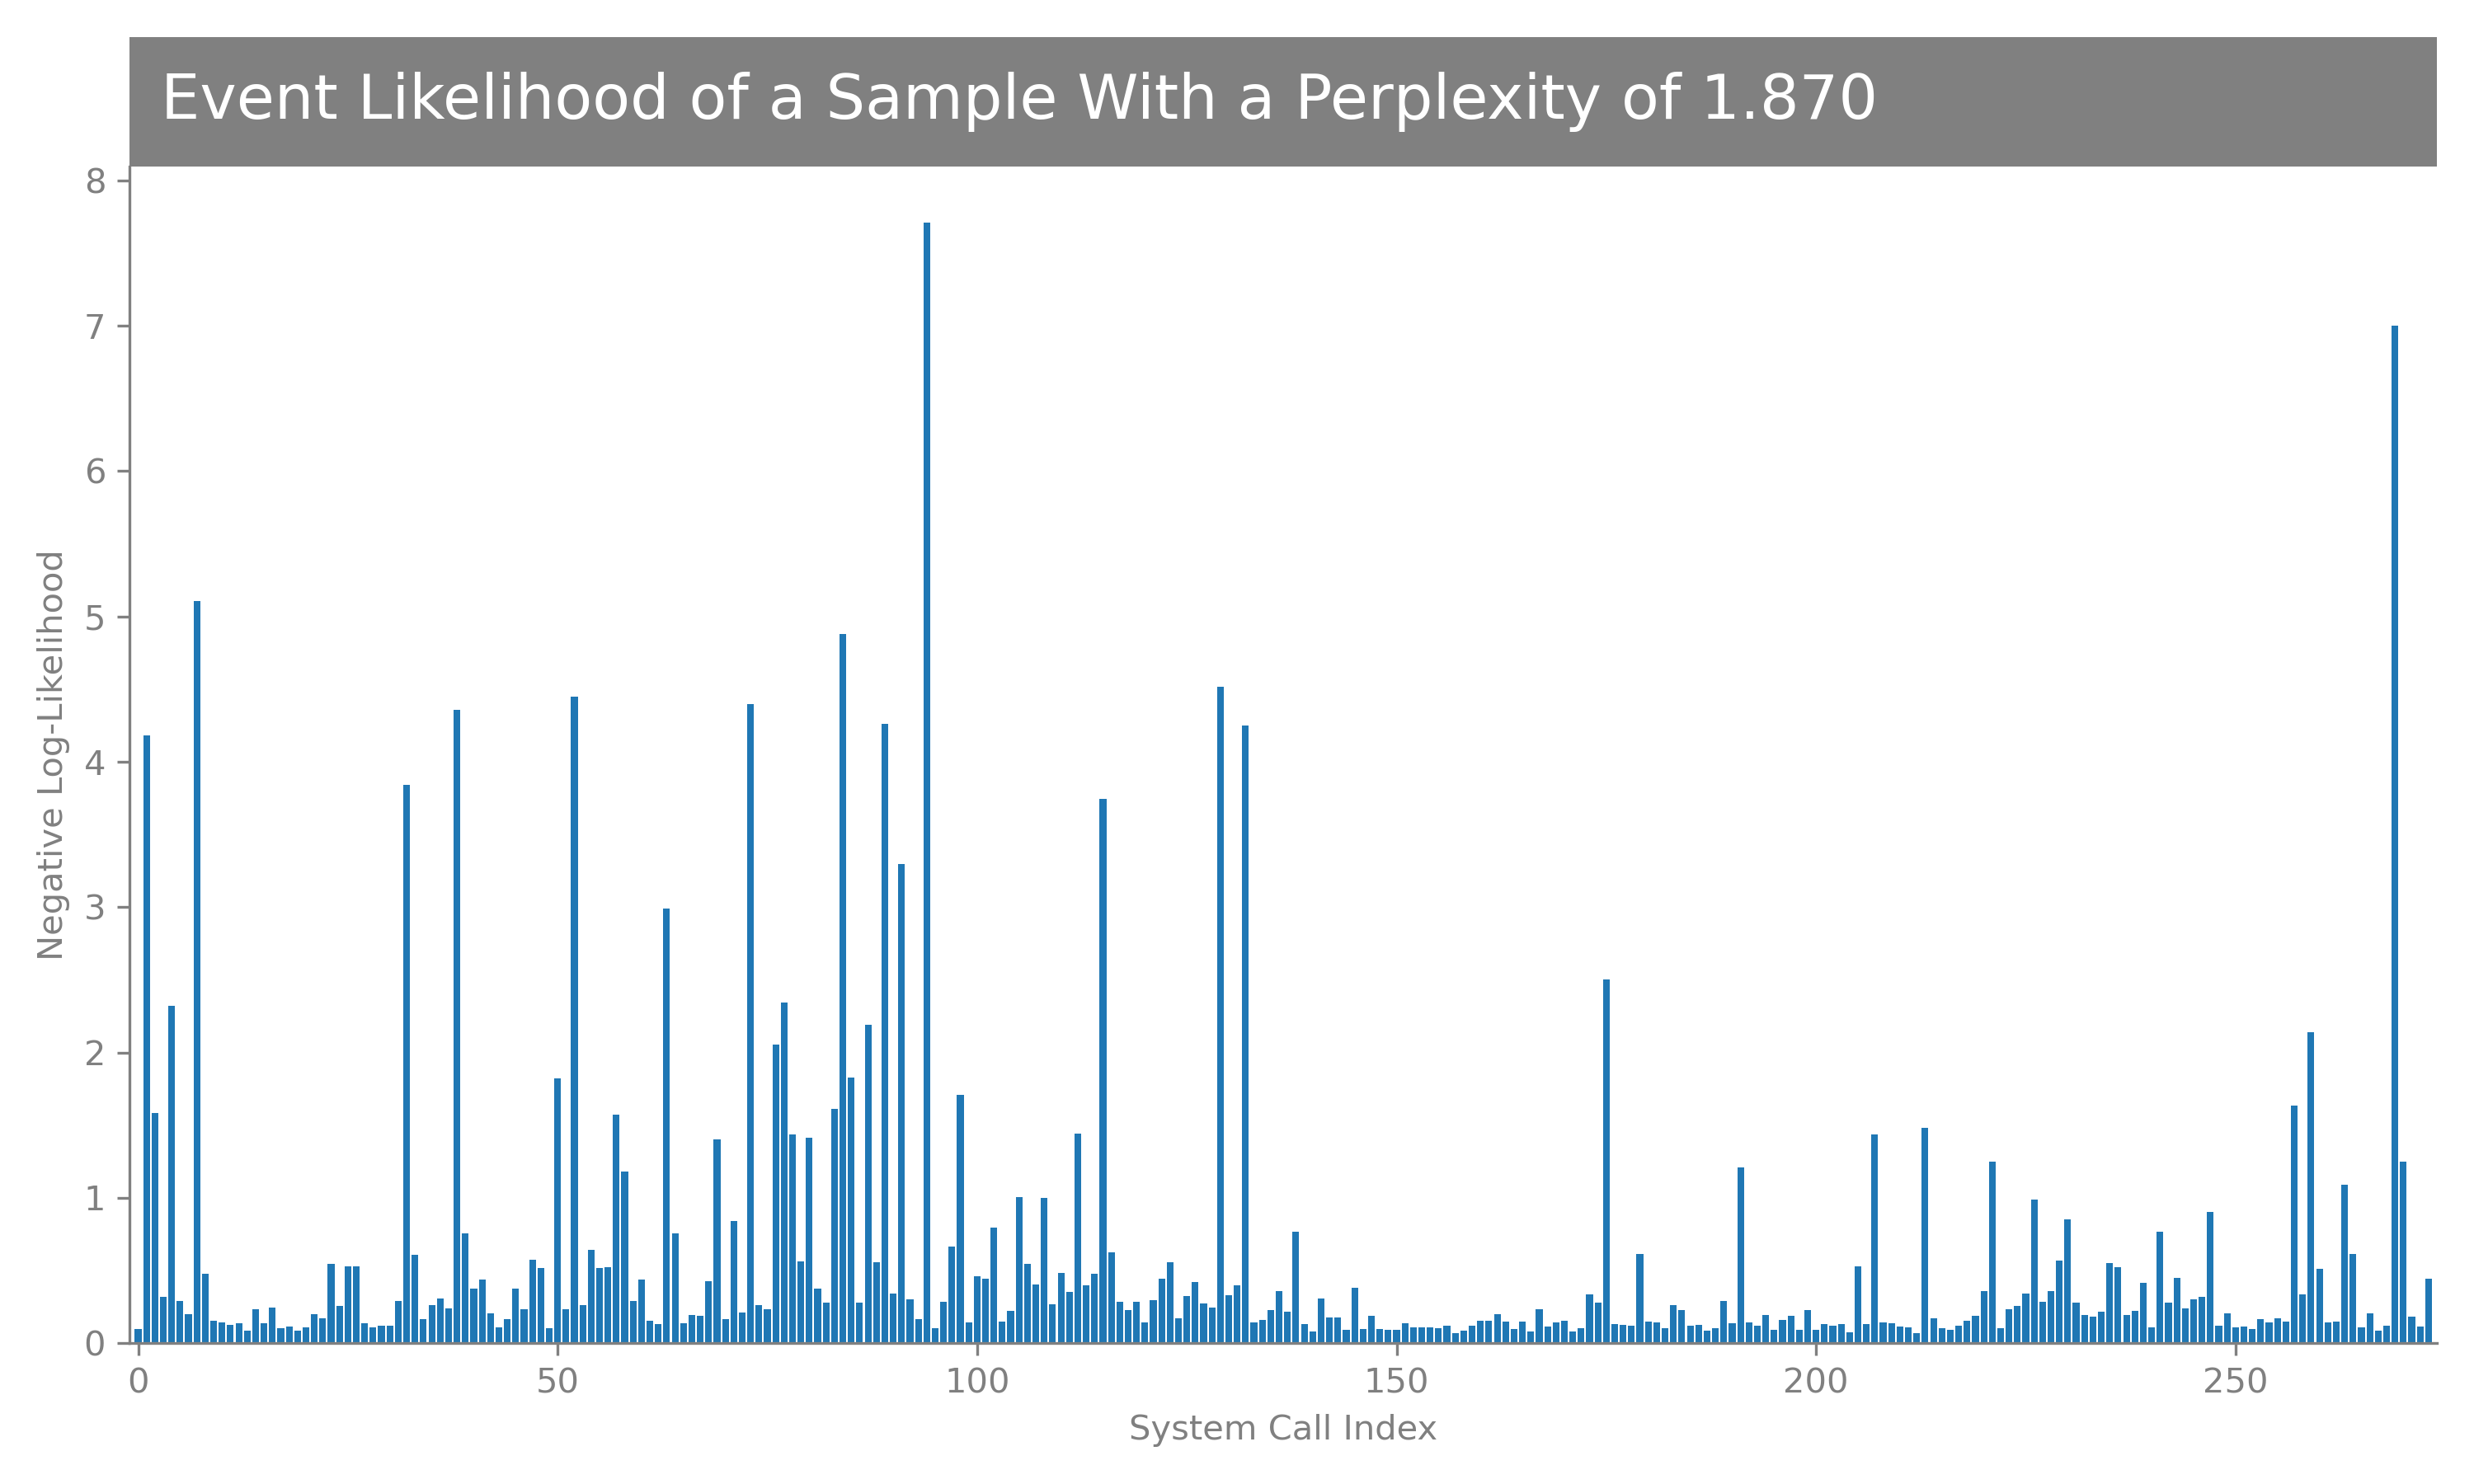 Event Likelihood of a Sample With a Perplexity of 1.870
8
7
6
5
4
3
2
1
0
Negative Log-Likelihood
0 50 100 150 200 250
System Call Index